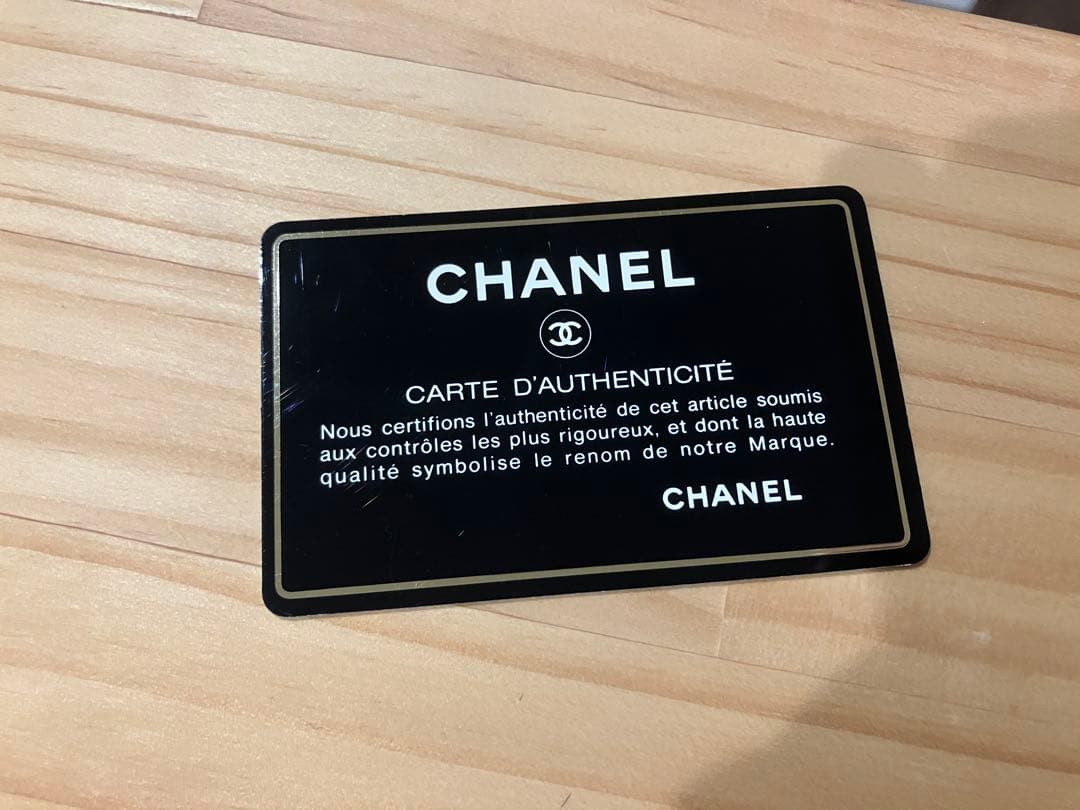 CHANEL
CARTE D'AUTHENTICITÉ
Nous certifions l'authenticité de cet article soumis
aux contrôles les plus rigoureux, et dont la haute
qualité symbolise le renom de notre Marque.
CHANEL